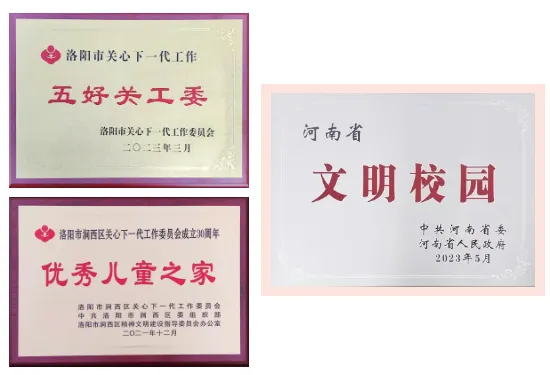 洛阳市关心下一代工作
五好关工委
洛阳市关心下一代工作委员会
二〇二三年三月
洛阳市涧西区关心下一代工作委员会成立30周年
优秀儿童之家
洛阳市涧西区关心下一代工作委员会
中共洛阳市涧西区委组织部
洛阳市涧西区精神文明建设指导委员会办公室
二〇二一年十二月
河南省
文明校园
中共河南省委
河南省人民政府
2023年5月